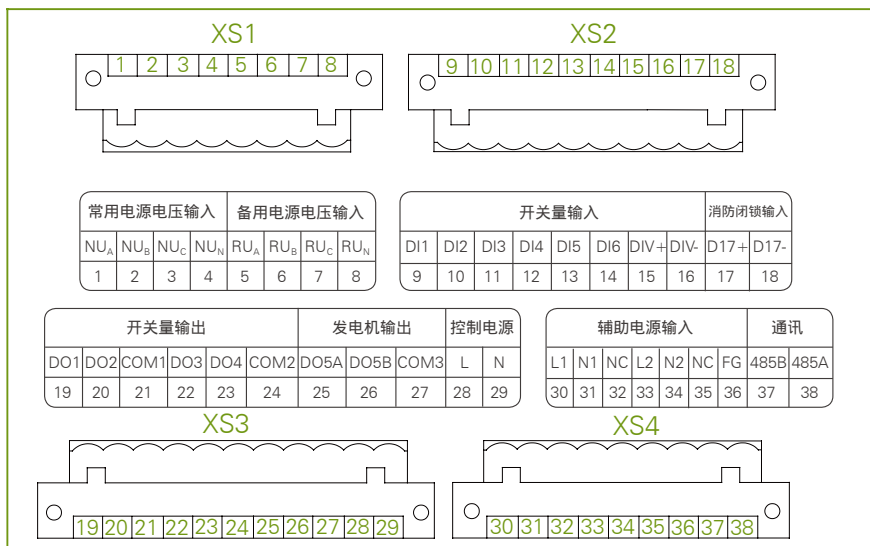 XS1 XS2
1 2 3 4 5 6 7 8 9 10 11 12 13 14 15 16 17 18
常用电源电压输入 备用电源电压输入 开关量输入 消防闭锁输入
NUA NUB NUC NUN RUA RUB RUC RUN DI1 DI2 DI3 DI4 DI5 DI6 DIV+ DIV- D17+ D17-
1 2 3 4 5 6 7 8 9 10 11 12 13 14 15 16 17 18
开关量输出 发电机输出 控制电源 辅助电源输入 通讯
DO1 DO2 COM1 DO3 DO4 COM2 DO5A DO5B COM3 L N L1 N1 NC L2 N2 NC FG 485B 485A
19 20 21 22 23 24 25 26 27 28 29 30 31 32 33 34 35 36 37 38
XS3 XS4
19 20 21 22 23 24 25 26 27 28 29 30 31 32 33 34 35 36 37 38